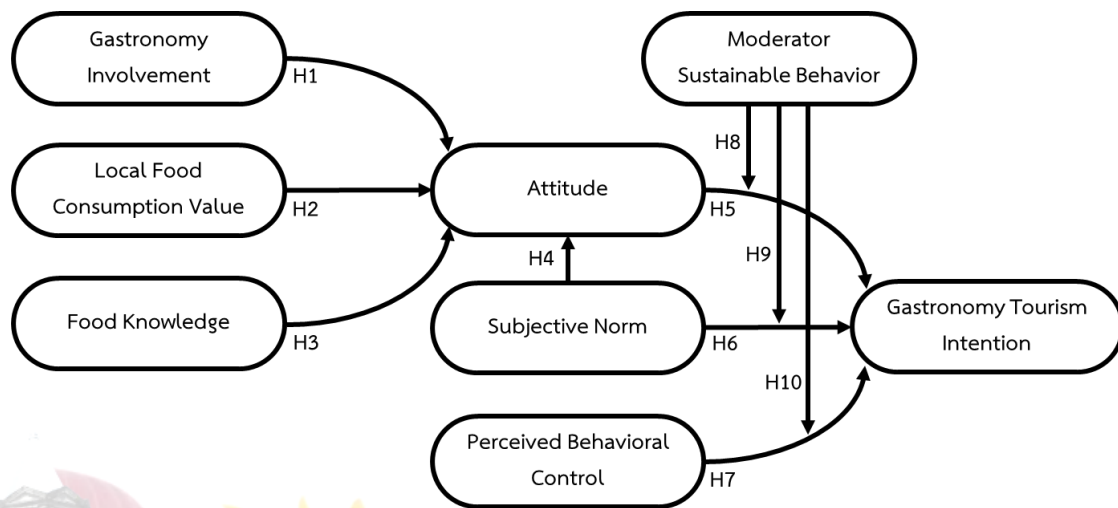 Gastronomy
Involvement
H1
Local Food
Consumption Value
H2
Food Knowledge
H3
Attitude
H4
Subjective Norm
Perceived Behavioral
Control
Moderator
Sustainable Behavior
H8
H5
H9
H6
H10
H7
Gastronomy Tourism
Intention